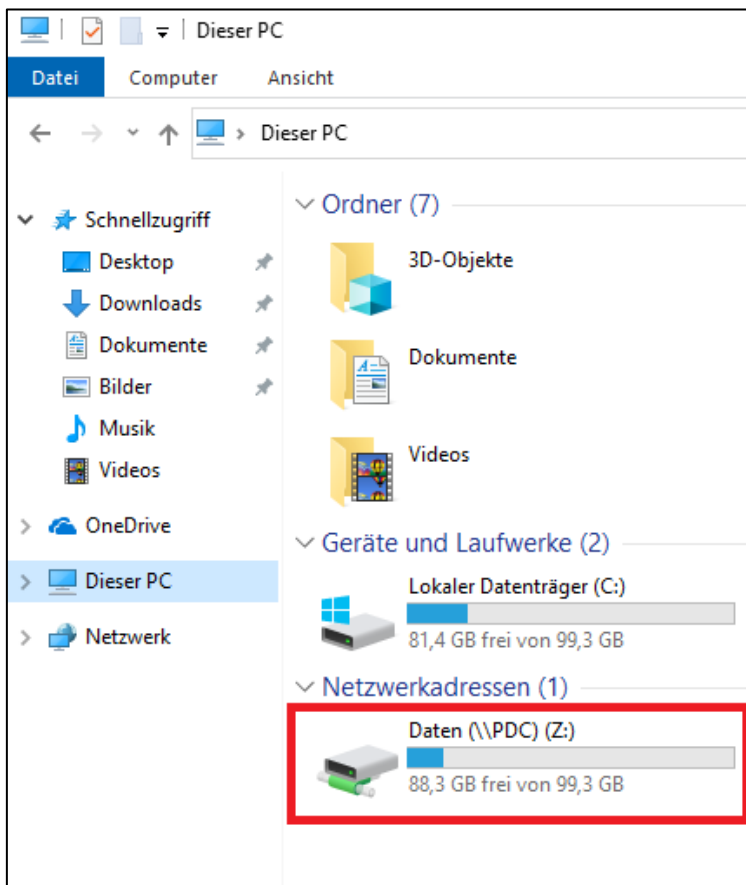 Dieser PC
Datei Computer Ansicht
Dieser PC
Schnellzugriff
Desktop
Downloads
Dokumente
Bilder
Musik
Videos
OneDrive
Dieser PC
Netzwerk
Ordner (7)
3D-Objekte
Dokumente
Videos
Geräte und Laufwerke (2)
Lokaler Datenträger (C:)
81,4 GB frei von 99,3 GB
Netzwerkadressen (1)
Daten (\\PDC) (Z:)
88,3 GB frei von 99,3 GB